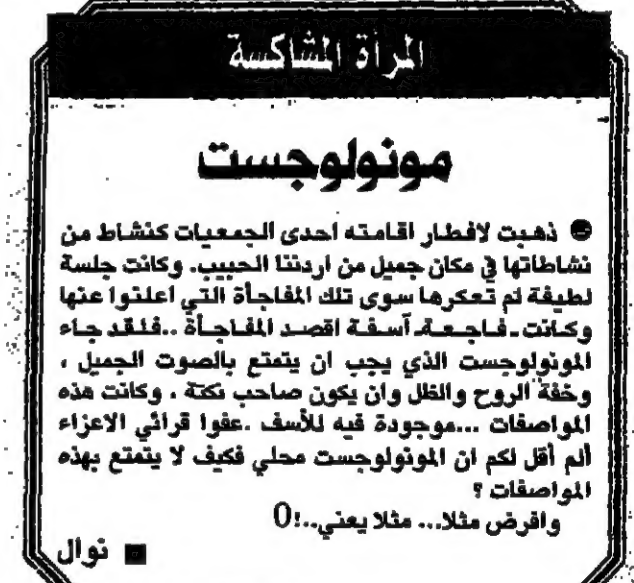 المرأة المشاكسة
مونولوجست
● ذهبت لافطار اقامته احدى الجمعيات كنشاط من
نشاطاتها في مكان جميل من اردننا الحبيب. وكانت جلسة
لطيفة لم تعكرها سوى تلك المفاجأة التي اعلنوا عنها
وكانت ـ فاجعة ـ آسفة اقصد المفاجأة .. فلقد جاء
المونولوجست الذي يجب ان يتمتع بالصوت الجميل ،
وخفة الروح والظل وان يكون صاحب نكتة ، وكانت هذه
المواصفات ... موجودة فيه للأسف . عفوا قرائي الاعزاء
ألم أقل لكم ان المونولوجست محلي فكيف لا يتمتع بهذه
المواصفات ؟
وافرض مثلا... مثلا يعني..!0
■ نوال